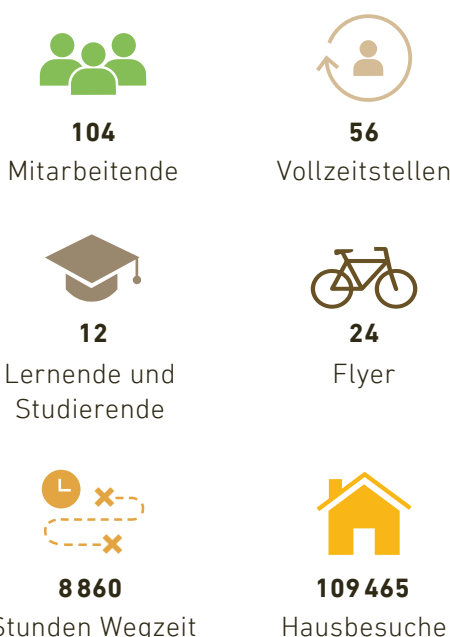 104
Mitarbeitende
56
Vollzeitstellen
12
Lernende und
Studierende
24
Flyer
8 860
Stunden Wegzeit
109 465
Hausbesuche